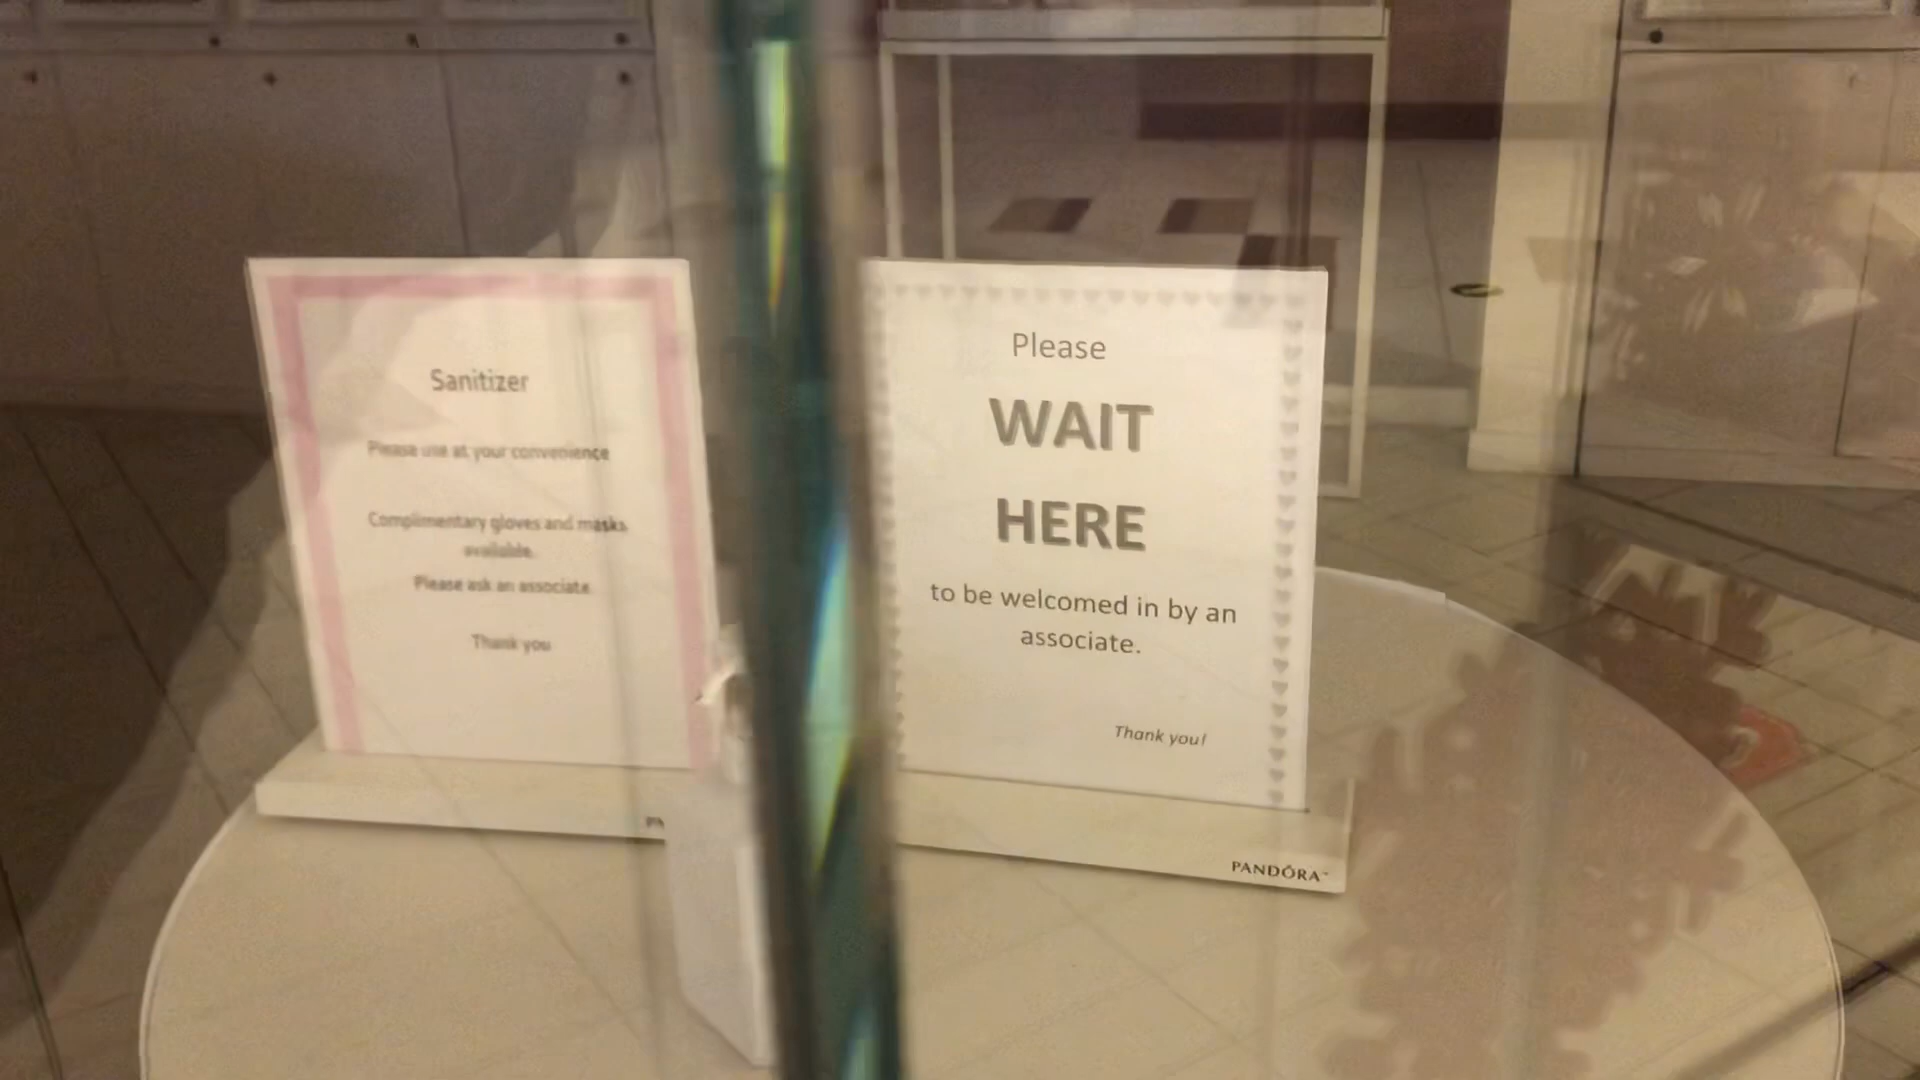 Sanitizer
Please use at your convenience
Complimentary gloves and masks
available.
Please ask an associate.
Thank you
Please
WAIT
HERE
to be welcomed in by an
associate.
Thank you!
PANDÓRA™